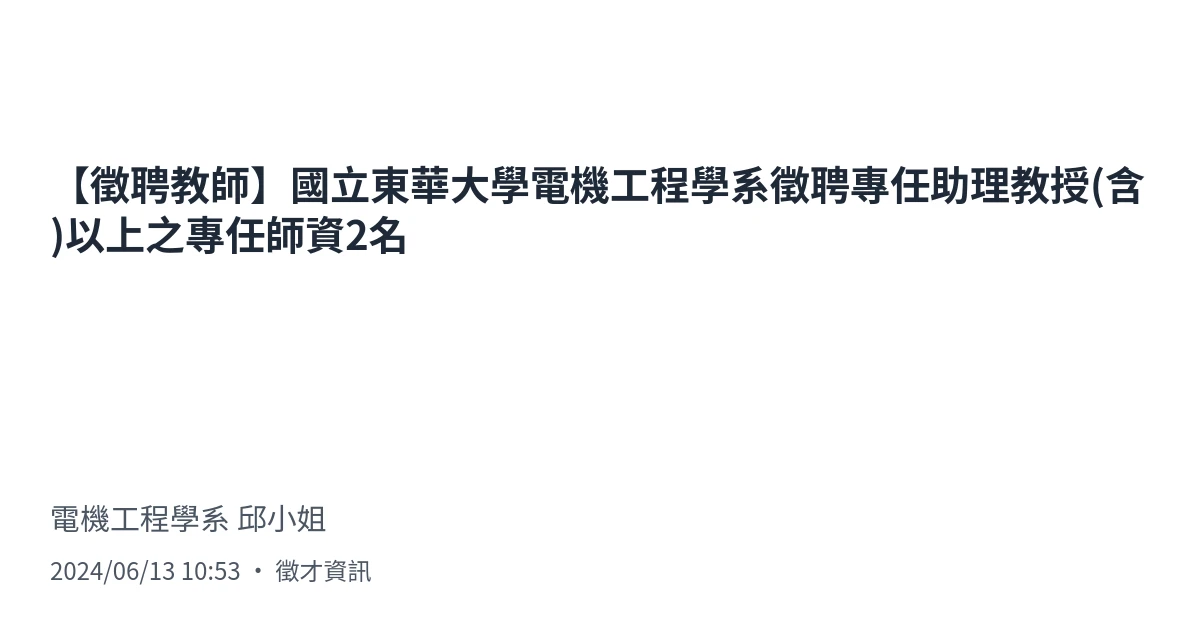 【徵聘教師】國立東華大學電機工程學系徵聘專任助理教授(含
)以上之專任師資2名
電機工程學系 邱小姐
2024/06/13 10:53 • 徵才資訊